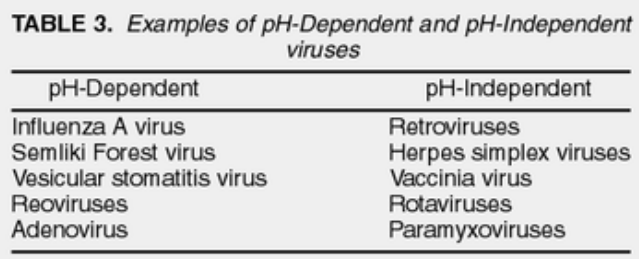 TABLE 3. Examples of pH-Dependent and pH-Independent
viruses
pH-Dependent pH-Independent
Influenza A virus Retroviruses
Semliki Forest virus Herpes simplex viruses
Vesicular stomatitis virus Vaccinia virus
Reoviruses Rotaviruses
Adenovirus Paramyxoviruses